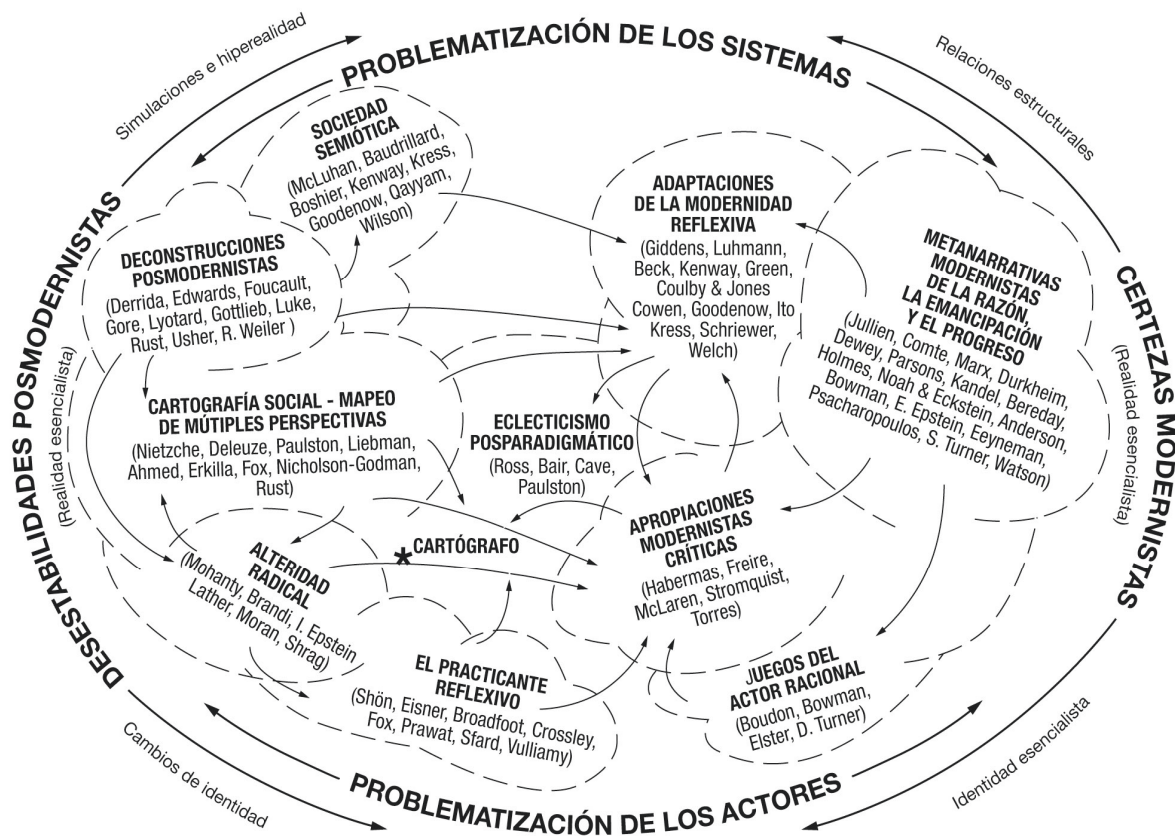 PROBLEMATIZACIÓN DE LOS SISTEMAS
Simulaciones e hiperealidad
Relaciones estructurales
DESESTABILIDADES POSMODERNISTAS
(Realidad esencialista)
CERTEZAS MODERNISTAS
(Realidad esencialista)
SOCIEDAD
SEMIÓTICA
(McLuhan, Baudrillard,
Boshier, Kenway, Kress,
Goodenow, Qayyam,
Wilson)
DECONSTRUCCIONES
POSMODERNISTAS
(Derrida, Edwards, Foucault,
Gore, Lyotard, Gottlieb, Luke,
Rust, Usher, R. Weiler )
ADAPTACIONES
DE LA MODERNIDAD
REFLEXIVA
(Giddens, Luhmann,
Beck, Kenway, Green,
Coulby & Jones
Cowen, Goodenow, Ito
Kress, Schriewer,
Welch)
METANARRATIVAS
MODERNISTAS
DE LA RAZÓN,
LA EMANCIPACIÓN
Y EL PROGRESO
(Jullien, Comte, Marx, Durkheim,
Dewey, Parsons, Kandel, Bereday,
Holmes, Noah & Eckstein, Anderson,
Bowman, E. Epstein, Eeyneman,
Psacharopoulos, S. Turner, Watson)
CARTOGRAFÍA SOCIAL - MAPEO
DE MÚTIPLES PERSPECTIVAS
(Nietzche, Deleuze, Paulston, Liebman,
Ahmed, Erkilla, Fox, Nicholson-Godman,
Rust)
ECLECTICISMO
POSPARADIGMÁTICO
(Ross, Bair, Cave,
Paulston)
* CARTÓGRAFO
APROPIACIONES
MODERNISTAS
CRÍTICAS
(Habermas, Freire,
McLaren, Stromquist,
Torres)
ALTERIDAD
RADICAL
(Mohanty, Brandi, I. Epstein
Lather, Moran, Shrag)
EL PRACTICANTE
REFLEXIVO
(Shön, Eisner, Broadfoot, Crossley,
Fox, Prawat, Sfard, Vulliamy)
JUEGOS DEL
ACTOR RACIONAL
(Boudon, Bowman,
Elster, D. Turner)
Cambios de identidad
Identidad esencialista
PROBLEMATIZACIÓN DE LOS ACTORES